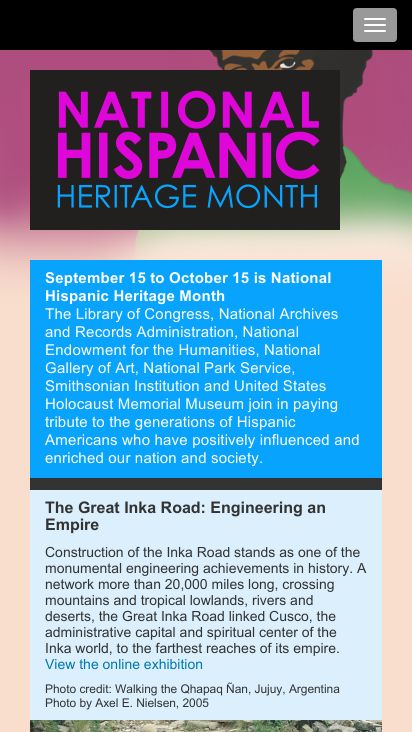 NATIONAL
HISPANIC
HERITAGE MONTH
September 15 to October 15 is National
Hispanic Heritage Month
The Library of Congress, National Archives
and Records Administration, National
Endowment for the Humanities, National
Gallery of Art, National Park Service,
Smithsonian Institution and United States
Holocaust Memorial Museum join in paying
tribute to the generations of Hispanic
Americans who have positively influenced and
enriched our nation and society.
The Great Inka Road: Engineering an
Empire
Construction of the Inka Road stands as one of the
monumental engineering achievements in history. A
network more than 20,000 miles long, crossing
mountains and tropical lowlands, rivers and
deserts, the Great Inka Road linked Cusco, the
administrative capital and spiritual center of the
Inka world, to the farthest reaches of its empire.
View the online exhibition
Photo credit: Walking the Qhapaq Ñan, Jujuy, Argentina
Photo by Axel E. Nielsen, 2005